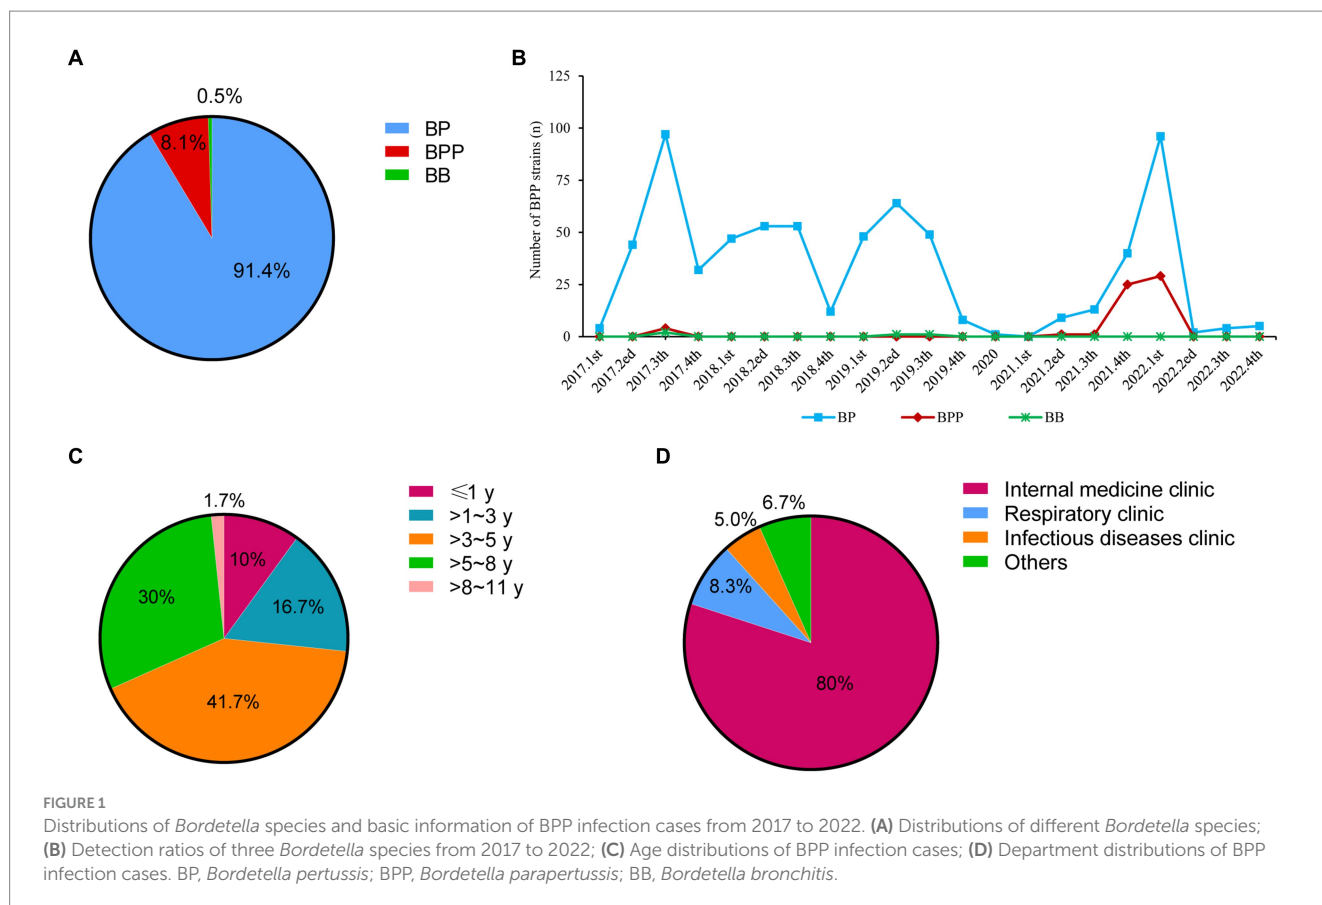 A
0.5%
8.1%
91.4%
BP
BPP
BB
B
Number of BPP strains (n)
125
100
75
50
25
0
2017.1st
2017.2ed
2017.3th
2017.4th
2018.1st
2018.2ed
2018.3th
2018.4th
2019.1st
2019.2ed
2019.3th
2019.4th
2020
2021.1st
2021.2ed
2021.3th
2021.4th
2022.1st
2022.2ed
2022.3th
2022.4th
BP
BPP
BB
C
1.7%
10%
16.7%
30%
41.7%
⩽1 y
>1~3 y
>3~5 y
>5~8 y
>8~11 y
D
6.7%
5.0%
8.3%
80%
Internal medicine clinic
Respiratory clinic
Infectious diseases clinic
Others
FIGURE 1
Distributions of Bordetella species and basic information of BPP infection cases from 2017 to 2022. (A) Distributions of different Bordetella species;
(B) Detection ratios of three Bordetella species from 2017 to 2022; (C) Age distributions of BPP infection cases; (D) Department distributions of BPP
infection cases. BP, Bordetella pertussis; BPP, Bordetella parapertussis; BB, Bordetella bronchitis.